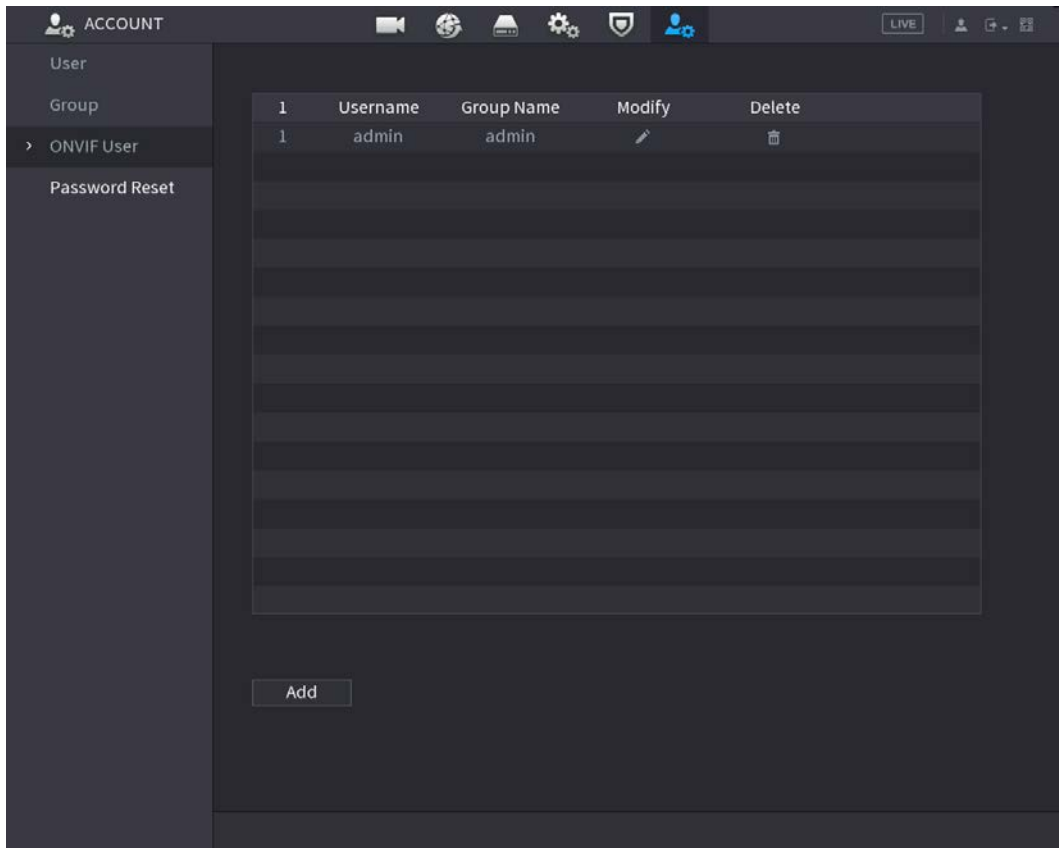 ACCOUNT LIVE
User
Group
1 Username Group Name Modify Delete
1 admin admin
ONVIF User
Password Reset
Add